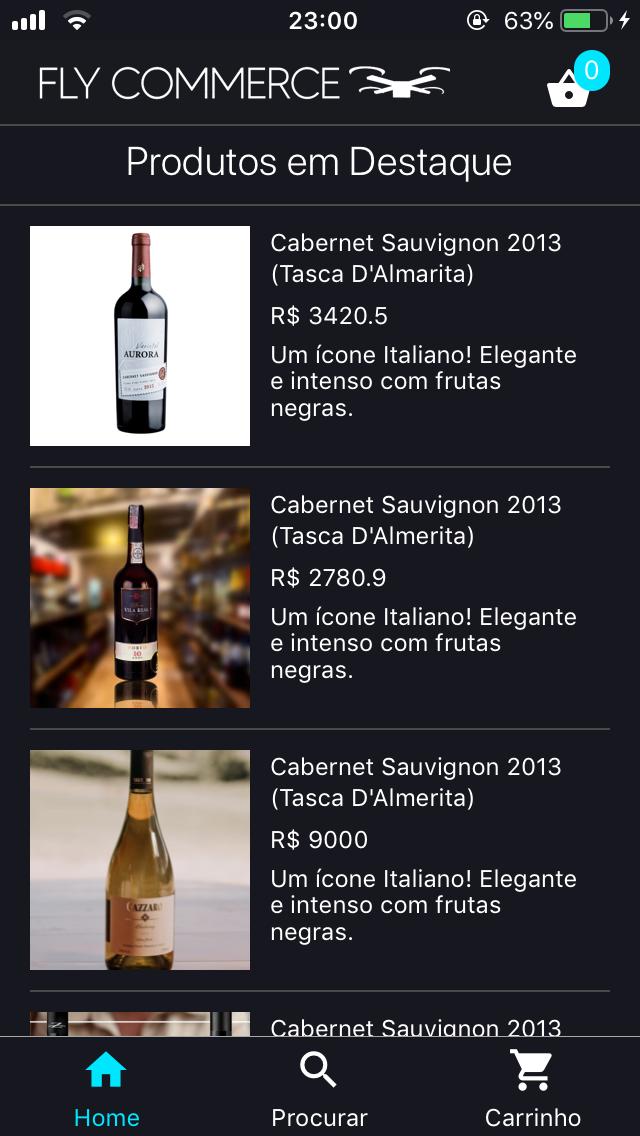 23:00
63%
FLY COMMERCE
0
Produtos em Destaque
Cabernet Sauvignon 2013
(Tasca D'Almarita)
R$ 3420.5
Um ícone Italiano! Elegante
e intenso com frutas
negras.
AURORA
Cabernet Sauvignon 2013
(Tasca D'Almerita)
R$ 2780.9
Um ícone Italiano! Elegante
e intenso com frutas
negras.
VILA REAL
PORTO
10
Cabernet Sauvignon 2013
(Tasca D'Almerita)
R$ 9000
Um ícone Italiano! Elegante
e intenso com frutas
negras.
CAZZARO
Cabernet Sauvignon 2013
Home
Procurar
Carrinho